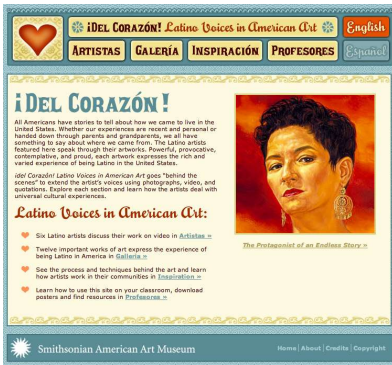 ¡DEL CORAZÓN! Latino Voices in American Art
English
ARTISTAS
GALERÍA
INSPIRACIÓN
PROFESORES
Español
¡DEL CORAZÓN!
All Americans have stories to tell about how we came to live in the
United States. Whether our experiences are recent and personal or
handed down through parents and grandparents, we all have
something to say about where we came from. The Latino artists
featured here speak through their artworks. Powerful, provocative,
contemplative, and proud, each artwork expresses the rich and
varied experience of being Latino in the United States.
¡del Corazón! Latino Voices in American Art goes "behind the
scenes" to extend the artist's voices using photographs, video, and
quotations. Explore each section and learn how the artists deal with
universal cultural experiences.
Latino Voices in American Art:
Six Latino artists discuss their work on video in Artistas »
Twelve important works of art express the experience of
being Latino in America in Galleria »
See the process and techniques behind the art and learn
how artists work in their communities in Inspiration »
Learn how to use this site on your classroom, download
posters and find resources in Profesores »
The Protagonist of an Endless Story »
Smithsonian American Art Museum
Home | About | Credits | Copyright